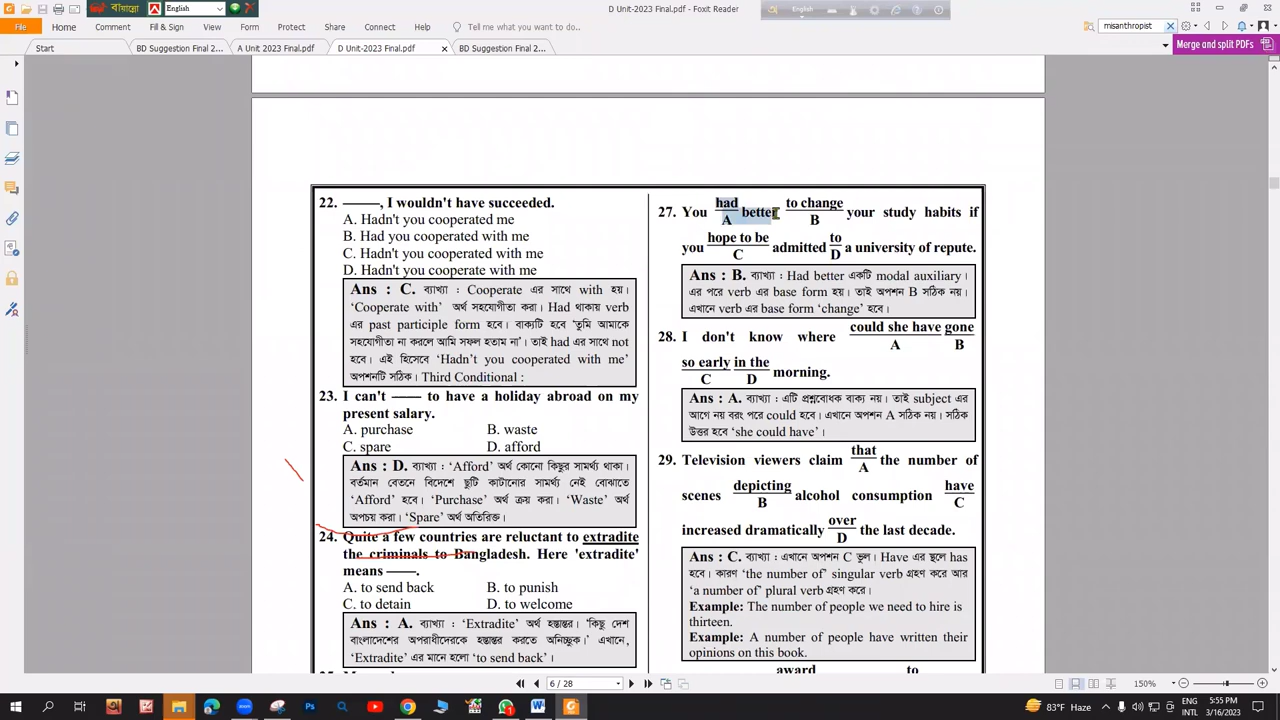 বায়ান্নো
English
D Unit-2023 Final.pdf - Foxit Reader
English
File
Home
Comment
Fill & Sign
View
Form
Protect
Share
Connect
Help
Tell me what you want to do..
misanthropist
Start
BD Suggestion Final 2...
A Unit 2023 Final.pdf
D Unit-2023 Final.pdf
BD Suggestion Final 2...
Merge and split PDFs
22. ———, I wouldn't have succeeded.
A. Hadn't you cooperated me
B. Had you cooperated with me
C. Hadn't you cooperated with me
D. Hadn't you cooperate with me
Ans : C. ব্যাখ্যা : Cooperate এর সাথে with হয়।
'Cooperate with' অর্থ সহযোগীতা করা। Had থাকায় verb
এর past participle form হবে। বাক্যটি হবে 'তুমি আমাকে
সহযোগীতা না করলে আমি সফল হতাম না'। তাই had এর সাথে not
হবে। এই হিসেবে 'Hadn't you cooperated with me'
অপশনটি সঠিক। Third Conditional :
23. I can't ——— to have a holiday abroad on my
present salary.
A. purchase B. waste
C. spare D. afford
Ans : D. ব্যাখ্যা : 'Afford' অর্থ কোনো কিছুর সামর্থ্য থাকা।
বর্তমান বেতনে বিদেশে ছুটি কাটানোর সামর্থ্য নেই বোঝাতে
'Afford' হবে। 'Purchase' অর্থ ক্রয় করা। 'Waste' অর্থ
অপচয় করা। 'Spare' অর্থ অতিরিক্ত।
24. Quite a few countries are reluctant to extradite
the criminals to Bangladesh. Here 'extradite'
means ———.
A. to send back B. to punish
C. to detain D. to welcome
Ans : A. ব্যাখ্যা : 'Extradite' অর্থ হস্তান্তর। 'কিছু দেশ
বাংলাদেশের অপরাধীদেরকে হস্তান্তর করতে অনিচ্ছুক।' এখানে,
'Extradite' এর মানে হলো 'to send back'।
27. You had better to change your study habits if
A B
you hope to be admitted to a university of repute.
C D
Ans : B. ব্যাখ্যা : Had better একটি modal auxiliary।
এর পরে verb এর base form হয়। তাই অপশন B সঠিক নয়।
এখানে verb এর base form 'change' হবে।
28. I don't know where could she have gone
A B
so early in the morning.
C D
Ans : A. ব্যাখ্যা : এটি প্রশ্নবোধক বাক্য নয়। তাই subject এর
আগে নয় বরং পরে could হবে। এখানে অপশন A সঠিক নয়। সঠিক
উত্তর হবে 'she could have'।
29. Television viewers claim that the number of
A
scenes depicting alcohol consumption have
B C
increased dramatically over the last decade.
D
Ans : C. ব্যাখ্যা : এখানে অপশন C ভুল। Have এর স্থলে has
হবে। কারণ 'the number of' singular verb গ্রহণ করে আর
'a number of' plural verb গ্রহণ করে।
Example: The number of people we need to hire is
thirteen.
Example: A number of people have written their
opinions on this book.
award to
6 / 28
150%
83°F Haze
ENG
INTL
5:55 PM
3/16/2023